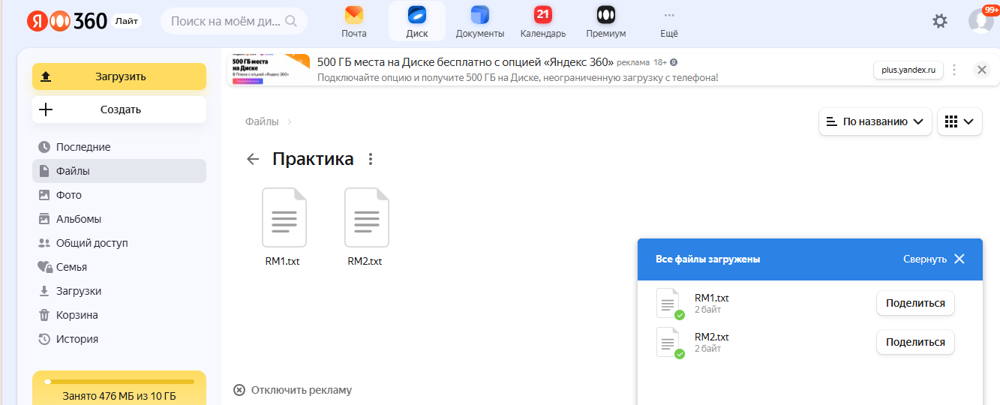 Я 360 Лайт
Поиск на моём ди...
Почта
Диск
Документы
21
Календарь
Премиум
Ещё
99+
Загрузить
Создать
Последние
Файлы
Фото
Альбомы
Общий доступ
Семья
Загрузки
Корзина
История
Занято 476 МБ из 10 ГБ
500 ГБ места
на Диске
500 ГБ места на Диске бесплатно с опцией «Яндекс 360» реклама 18+
Подключайте опцию и получите 500 ГБ на Диске, неограниченную загрузку с телефона!
plus.yandex.ru
Файлы
По названию
Практика
RM1.txt
RM2.txt
Все файлы загружены
Свернуть
RM1.txt
2 байт
Поделиться
RM2.txt
2 байт
Поделиться
Отключить рекламу